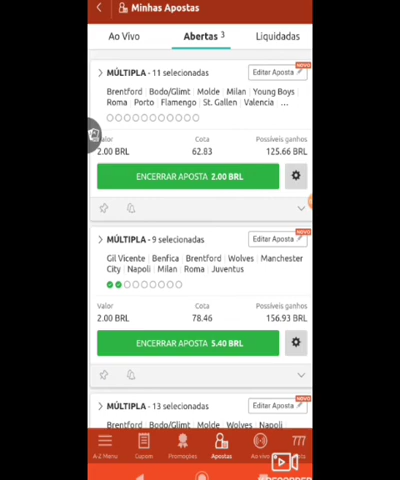 Minhas Apostas
Ao Vivo Abertas 3 Liquidadas
NOVO
MÚLTIPLA - 11 selecionadas Editar Aposta
Brentford Bodo/Glimt Molde Milan Young Boys
Roma Porto Flamengo St. Gallen Valencia ...
Valor Cota Possíveis ganhos
2.00 BRL 62.83 125.66 BRL
ENCERRAR APOSTA 2.00 BRL
NOVO
MÚLTIPLA - 9 selecionadas Editar Aposta
Gil Vicente Benfica Brentford Wolves Manchester
City Napoli Milan Roma Juventus
Valor Cota Possíveis ganhos
2.00 BRL 78.46 156.93 BRL
ENCERRAR APOSTA 5.40 BRL
NOVO
MÚLTIPLA - 13 selecionadas Editar Aposta
Brentford Bodo/Glimt Molde Wolves Napoli
A-Z Menu Cupom Promoções Apostas Ao vivo